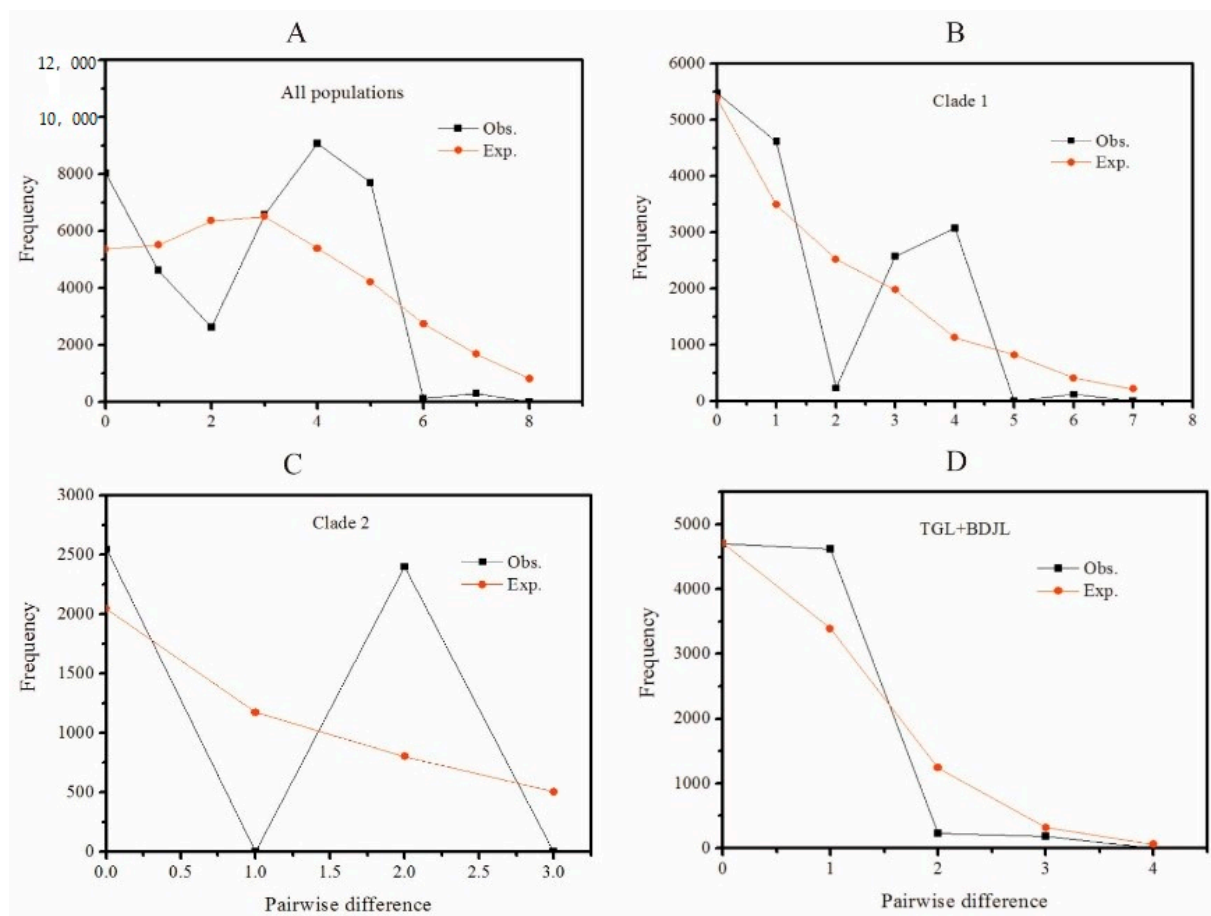 A
12, 000
10, 000
8000
6000
4000
2000
0
Frequency
All populations
Obs.
Exp.
0 2 4 6 8
B
6000
5000
4000
3000
2000
1000
0
Frequency
Clade 1
Obs.
Exp.
0 1 2 3 4 5 6 7 8
C
3000
2500
2000
1500
1000
500
0
Frequency
Clade 2
Obs.
Exp.
0.0 0.5 1.0 1.5 2.0 2.5 3.0
Pairwise difference
D
5000
4000
3000
2000
1000
0
Frequency
TGL+BDJL
Obs.
Exp.
0 1 2 3 4
Pairwise difference